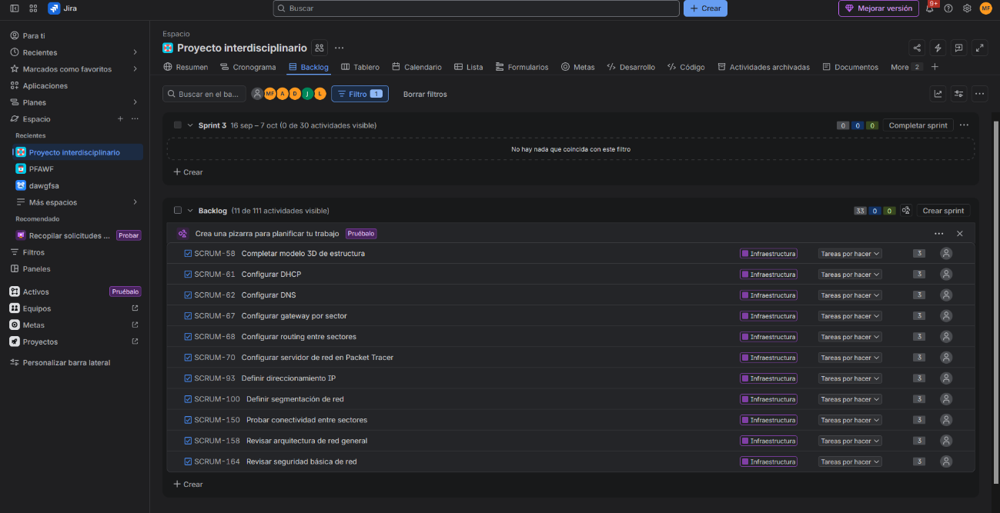 Jira
Buscar
+ Crear
Mejorar versión
9+
MF
Para ti
Recientes
Marcados como favoritos
Aplicaciones
Planes
Espacio
Recientes
Proyecto interdisciplinario
PFAWF
dawgfsa
Más espacios
Recomendado
Recopilar solicitudes ... Probar
Filtros
Paneles
Activos Pruébalo
Equipos
Metas
Proyectos
Personalizar barra lateral
Espacio
Proyecto interdisciplinario
Resumen Cronograma Backlog Tablero Calendario Lista Formularios Metas Desarrollo Código Actividades archivadas Documentos More 2
Buscar en el ba... MF A D J L Filtro 1 Borrar filtros
Sprint 3 16 sep – 7 oct (0 de 30 actividades visible) 0 0 0 Completar sprint
No hay nada que coincida con este filtro
+ Crear
Backlog (11 de 111 actividades visible) 33 0 0 Crear sprint
Crea una pizarra para planificar tu trabajo Pruébalo
SCRUM-58 Completar modelo 3D de estructura Infraestructura Tareas por hacer 3
SCRUM-61 Configurar DHCP Infraestructura Tareas por hacer 3
SCRUM-62 Configurar DNS Infraestructura Tareas por hacer 3
SCRUM-67 Configurar gateway por sector Infraestructura Tareas por hacer 3
SCRUM-68 Configurar routing entre sectores Infraestructura Tareas por hacer 3
SCRUM-70 Configurar servidor de red en Packet Tracer Infraestructura Tareas por hacer 3
SCRUM-93 Definir direccionamiento IP Infraestructura Tareas por hacer 3
SCRUM-100 Definir segmentación de red Infraestructura Tareas por hacer 3
SCRUM-150 Probar conectividad entre sectores Infraestructura Tareas por hacer 3
SCRUM-158 Revisar arquitectura de red general Infraestructura Tareas por hacer 3
SCRUM-164 Revisar seguridad básica de red Infraestructura Tareas por hacer 3
+ Crear